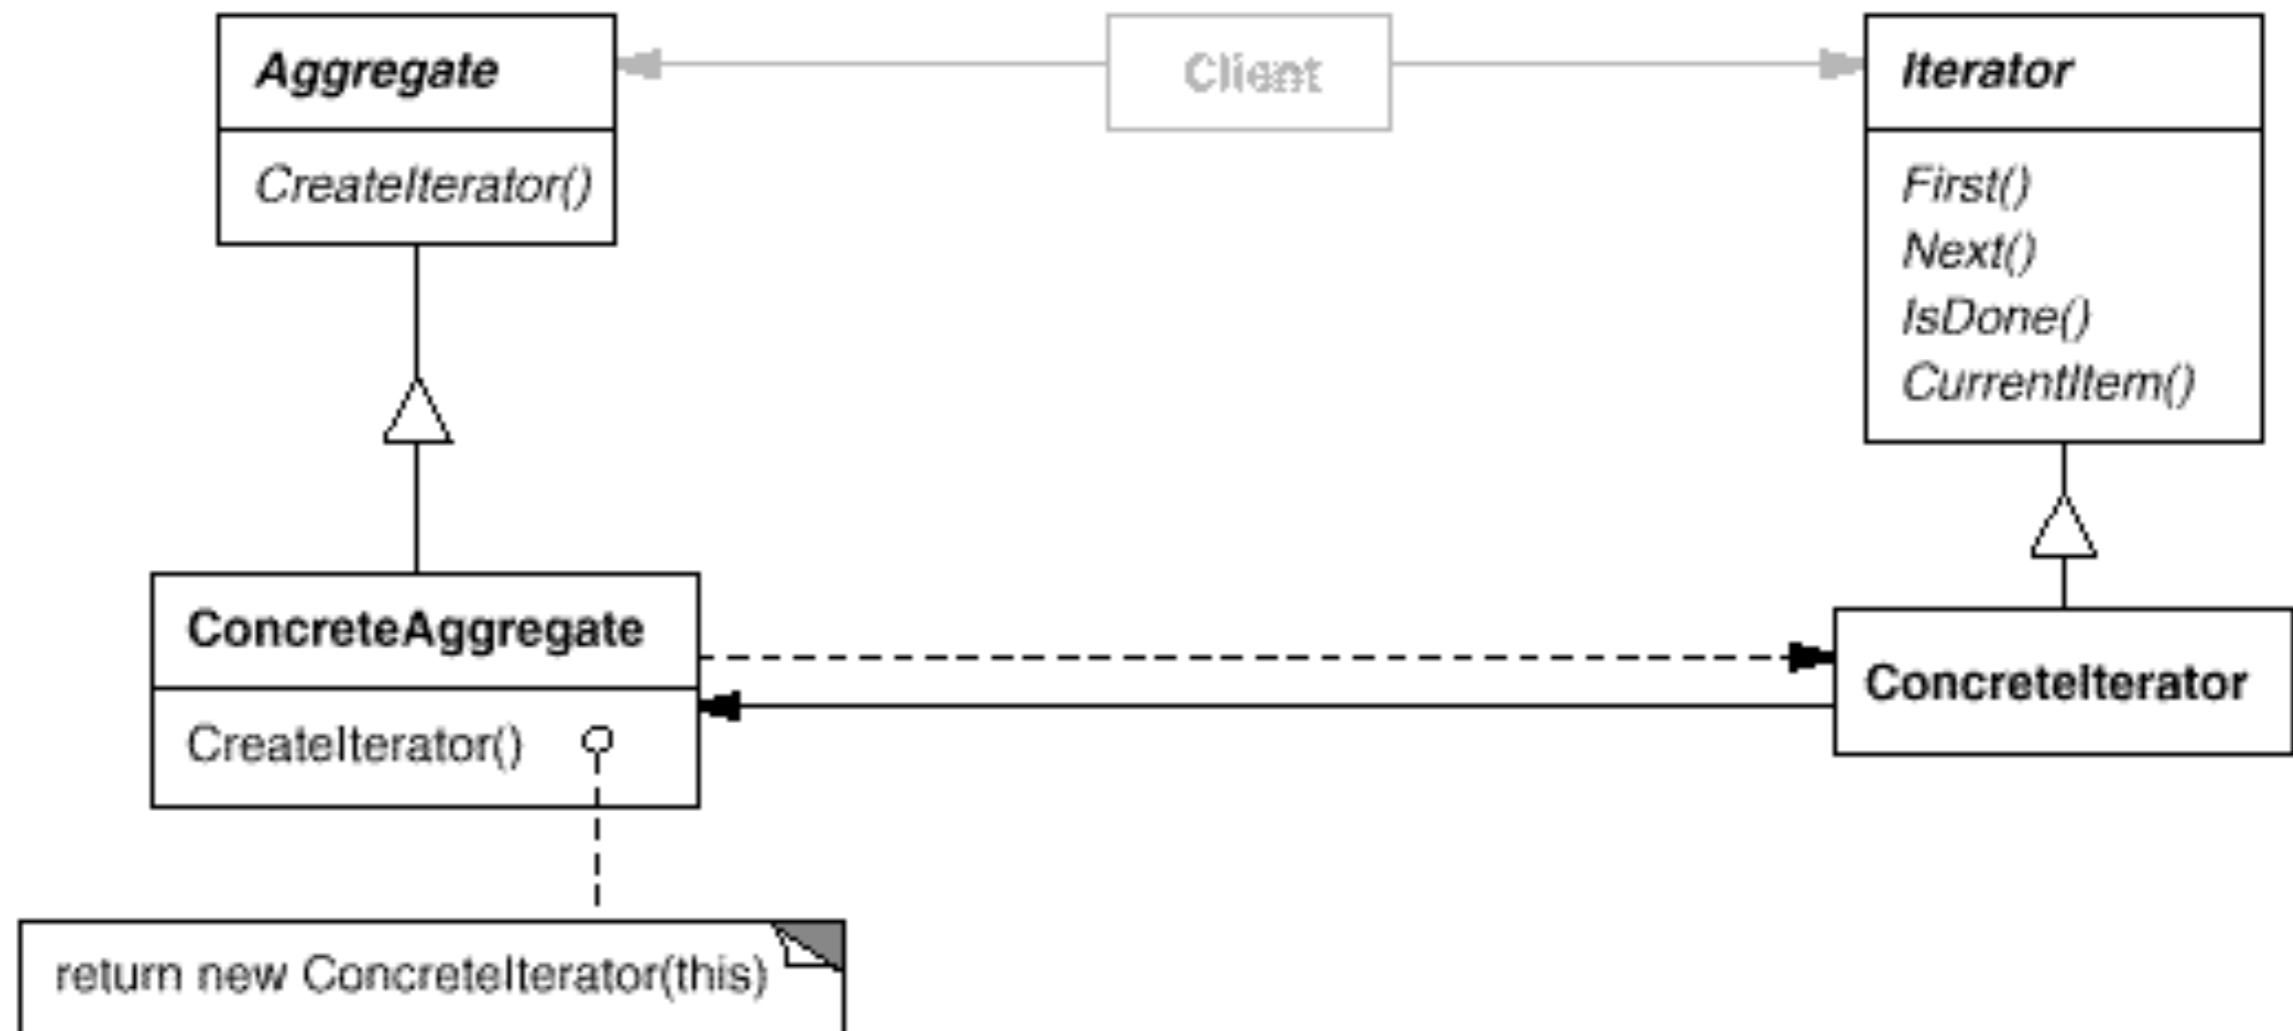 Aggregate
CreateIterator()
Client
Iterator
First()
Next()
IsDone()
CurrentItem()
ConcreteAggregate
CreateIterator()
ConcreteIterator
return new ConcreteIterator(this)